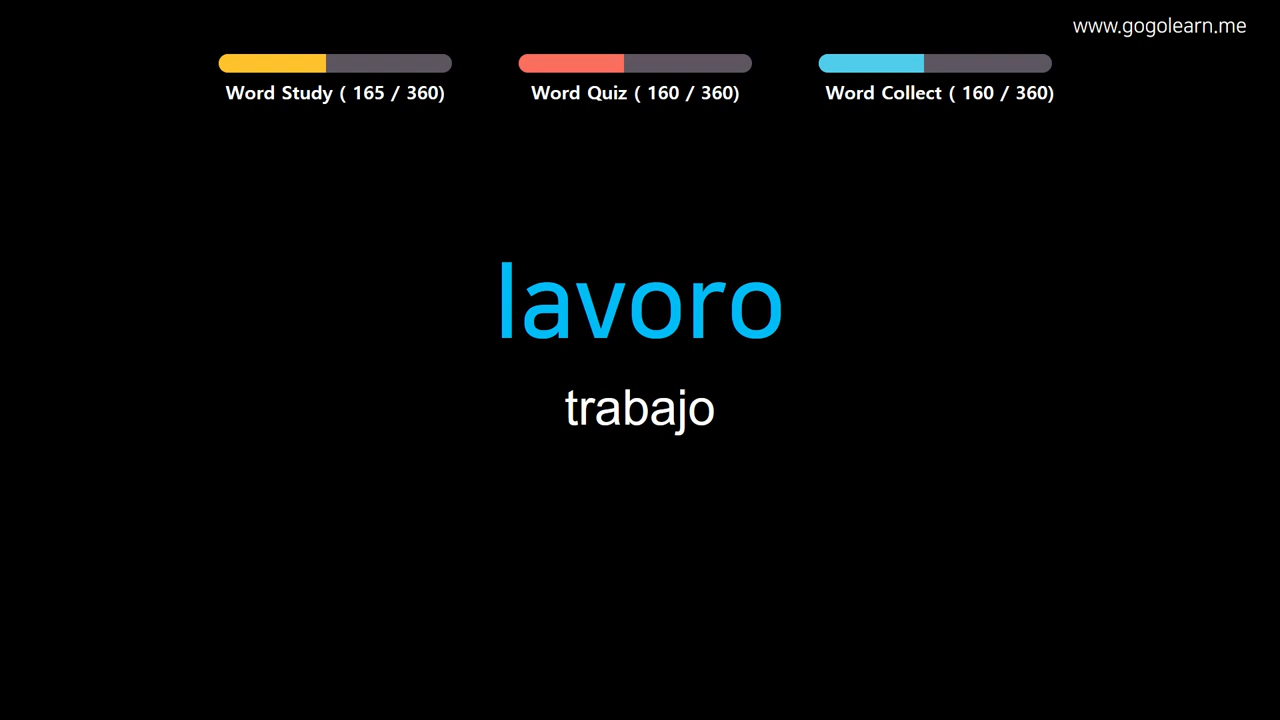 www.gogolearn.me
Word Study ( 165 / 360)
Word Quiz ( 160 / 360)
Word Collect ( 160 / 360)
lavoro
trabajo